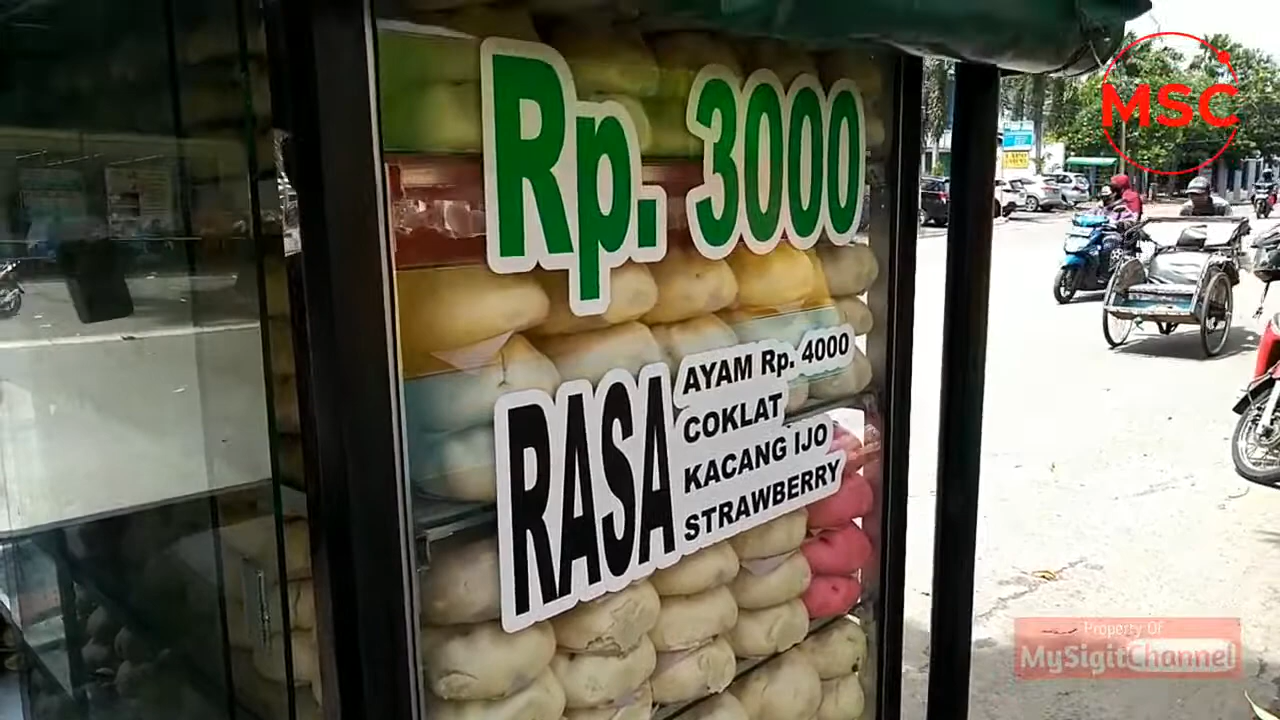 Rp. 3000
RASA
AYAM Rp. 4000
COKLAT
KACANG IJO
STRAWBERRY
MSC
Property Of
MySigitChannel